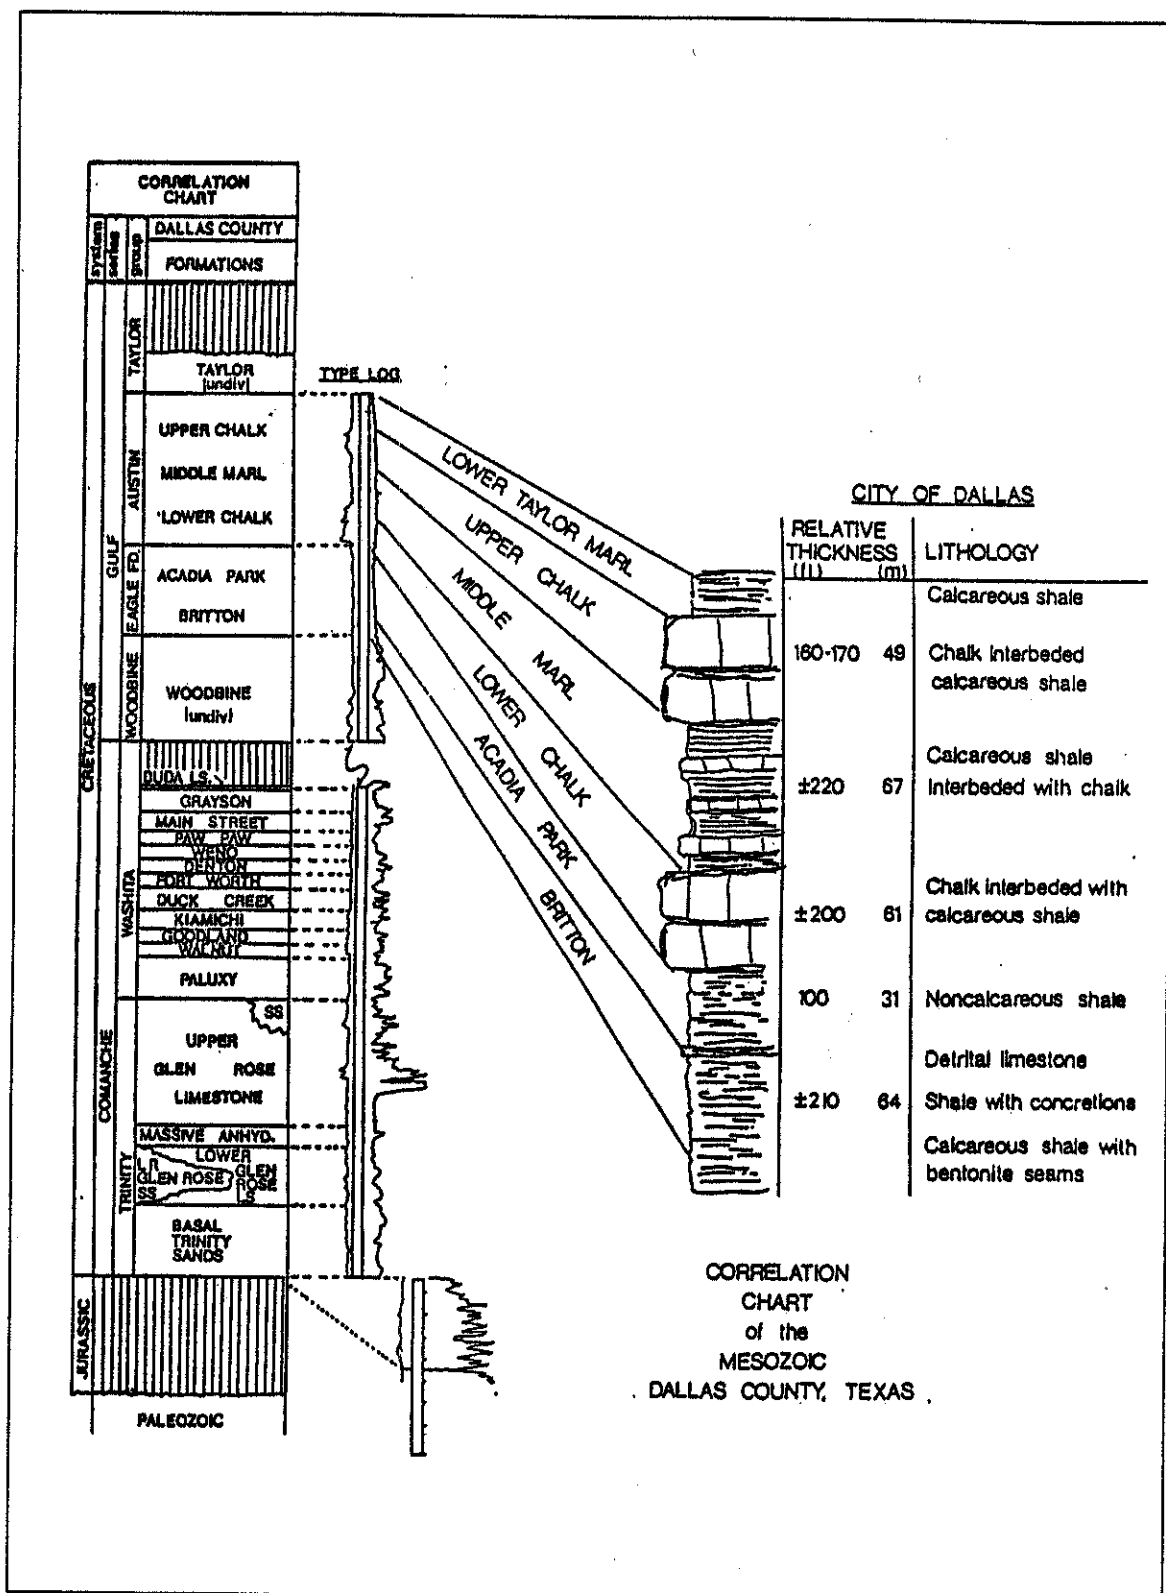 CORRELATION
CHART
system
series
group
DALLAS COUNTY
FORMATIONS
CRETACEOUS
JURASSIC
GULF
COMANCHE
TAYLOR
AUSTIN
EAGLE FD.
WOODBINE
WASHITA
TRINITY
TAYLOR
(undiv)
UPPER CHALK
MIDDLE MARL
LOWER CHALK
ACADIA PARK
BRITTON
WOODBINE
(undiv)
DUDA LS.
GRAYSON
MAIN STREET
PAW PAW
WENO
DENTON
FORT WORTH
DUCK CREEK
KIAMICHI
GOODLAND
WALNUT
PALUXY
SS
UPPER
GLEN ROSE
LIMESTONE
MASSIVE ANHYD.
LOWER
GLEN
ROSE
LS
LR
GLEN ROSE
SS
BASAL
TRINITY
SANDS
PALEOZOIC
TYPE LOG
LOWER TAYLOR MARL
UPPER CHALK
MIDDLE MARL
LOWER CHALK
ACADIA PARK
BRITTON
CITY OF DALLAS
RELATIVE
THICKNESS
(ft) (m)
LITHOLOGY
Calcareous shale
160-170 49 Chalk interbeded
calcareous shale
Calcareous shale
±220 67 Interbeded with chalk
Chalk interbeded with
±200 61 calcareous shale
100 31 Noncalcareous shale
Detrital limestone
±210 64 Shale with concretions
Calcareous shale with
bentonite seams
CORRELATION
CHART
of the
MESOZOIC
DALLAS COUNTY, TEXAS